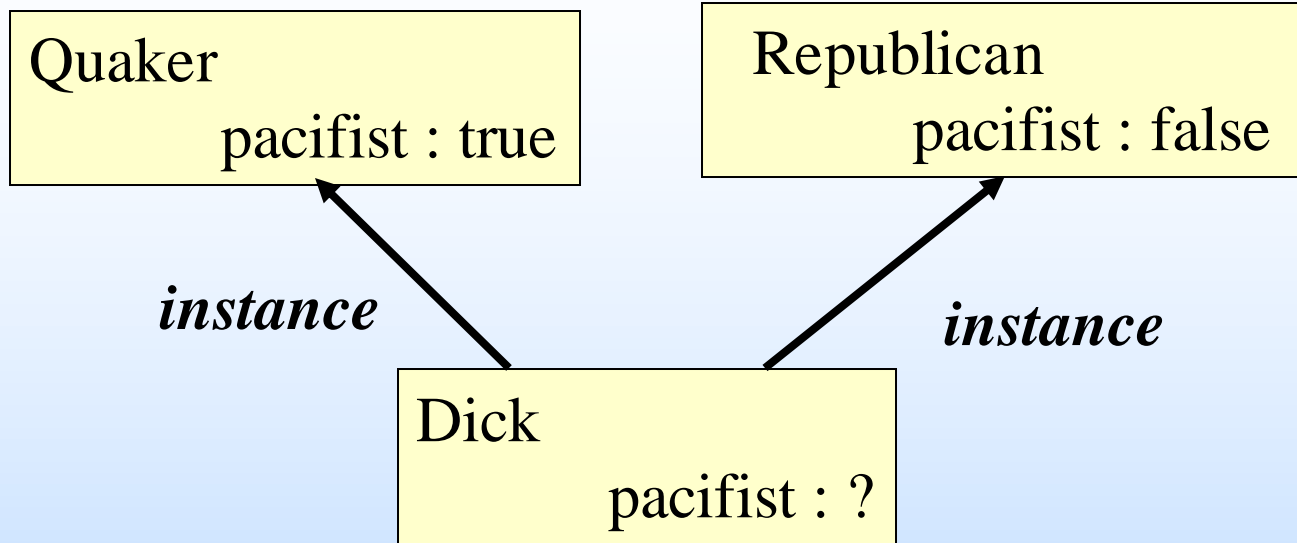 Quaker
pacifist : true
Republican
pacifist : false
instance
instance
Dick
pacifist : ?